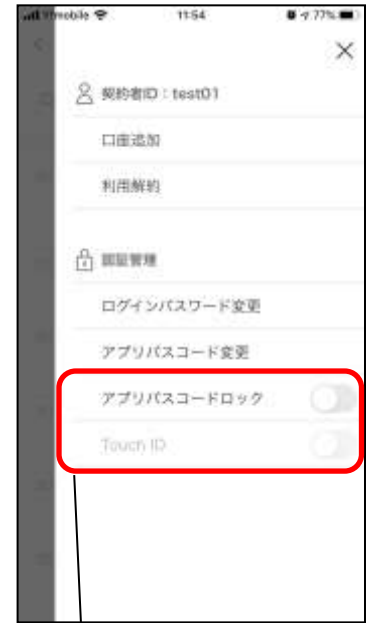 Y!mobile 11:54 77%
契約者ID:test01
口座追加
利用解約
認証管理
ログインパスワード変更
アプリパスコード変更
アプリパスコードロック
Touch ID